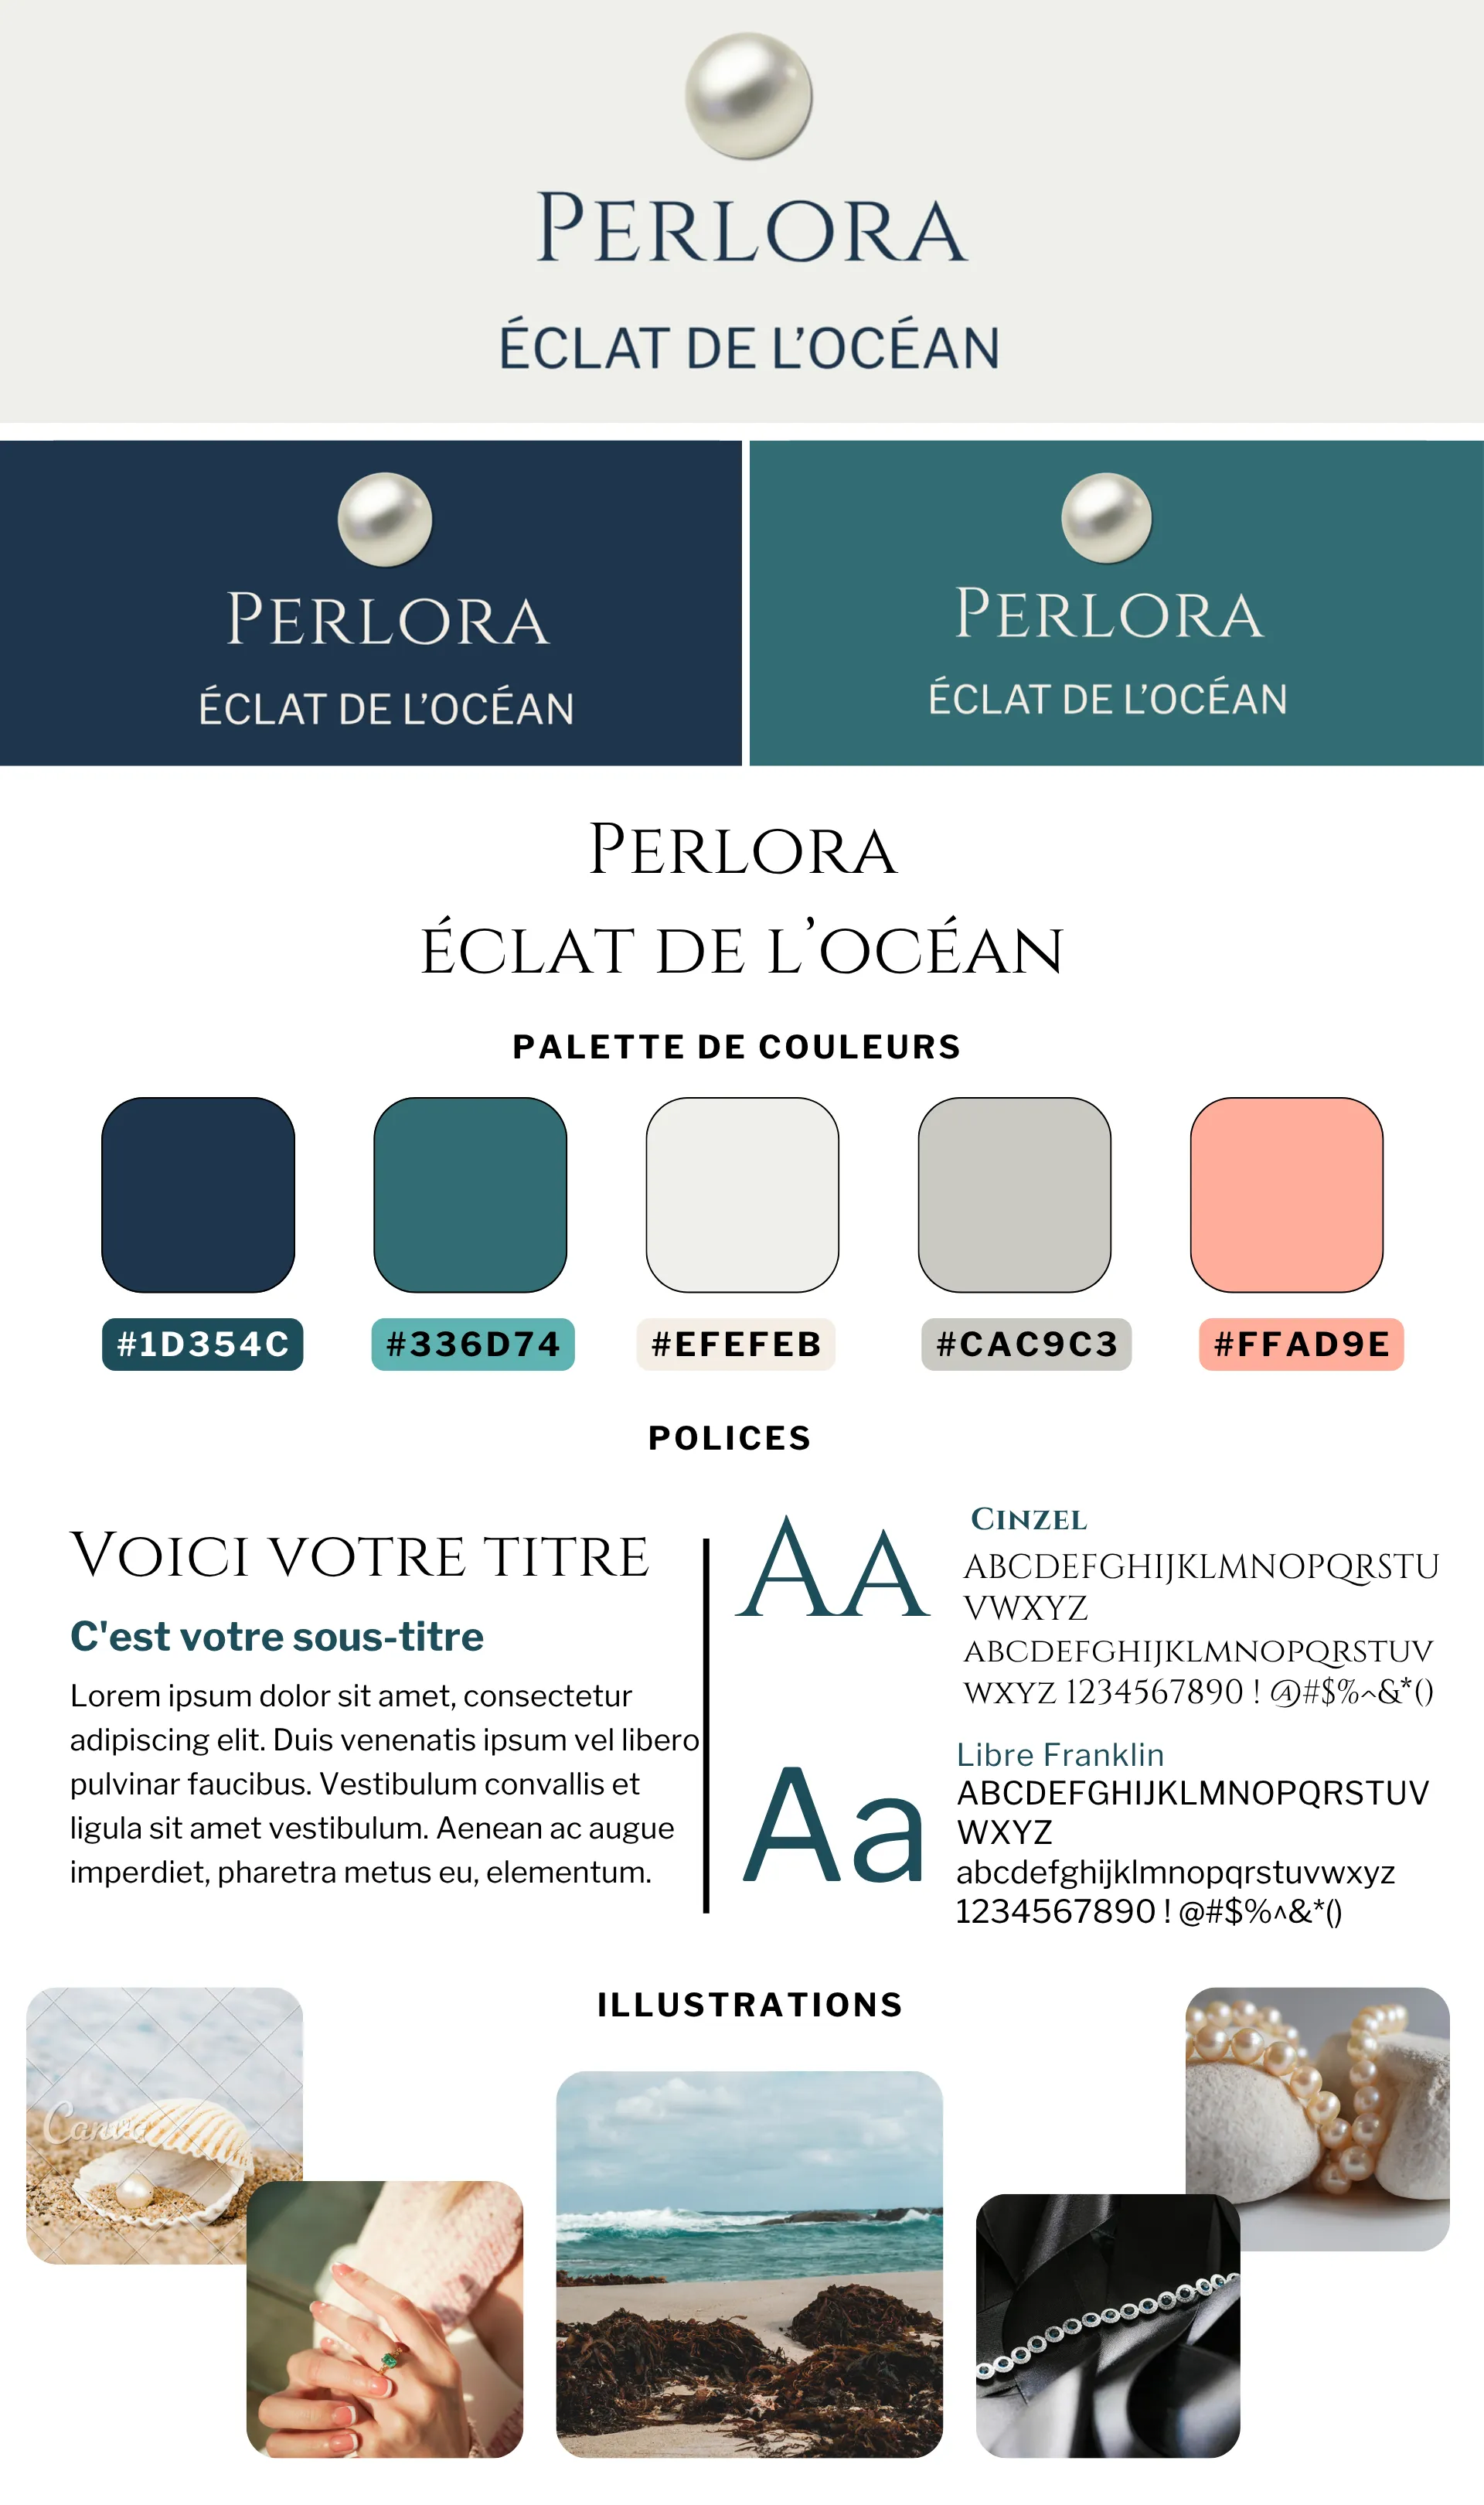 PERLORA
ÉCLAT DE L’OCÉAN
PERLORA
ÉCLAT DE L’OCÉAN
PERLORA
ÉCLAT DE L’OCÉAN
PERLORA
ÉCLAT DE L’OCÉAN
PALETTE DE COULEURS
#1D354C
#336D74
#EFEFEB
#CAC9C3
#FFAD9E
POLICES
VOICI VOTRE TITRE
C'est votre sous-titre
Lorem ipsum dolor sit amet, consectetur
adipiscing elit. Duis venenatis ipsum vel libero
pulvinar faucibus. Vestibulum convallis et
ligula sit amet vestibulum. Aenean ac augue
imperdiet, pharetra metus eu, elementum.
AA
CINZEL
ABCDEFGHIJKLMNOPQRSTU
VWXYZ
ABCDEFGHIJKLMNOPQRSTUV
WXYZ 1234567890 ! @#$%^&*()
Aa
Libre Franklin
ABCDEFGHIJKLMNOPQRSTUV
WXYZ
abcdefghijklmnopqrstuvwxyz
1234567890 ! @#$%^&*()
ILLUSTRATIONS
Canva